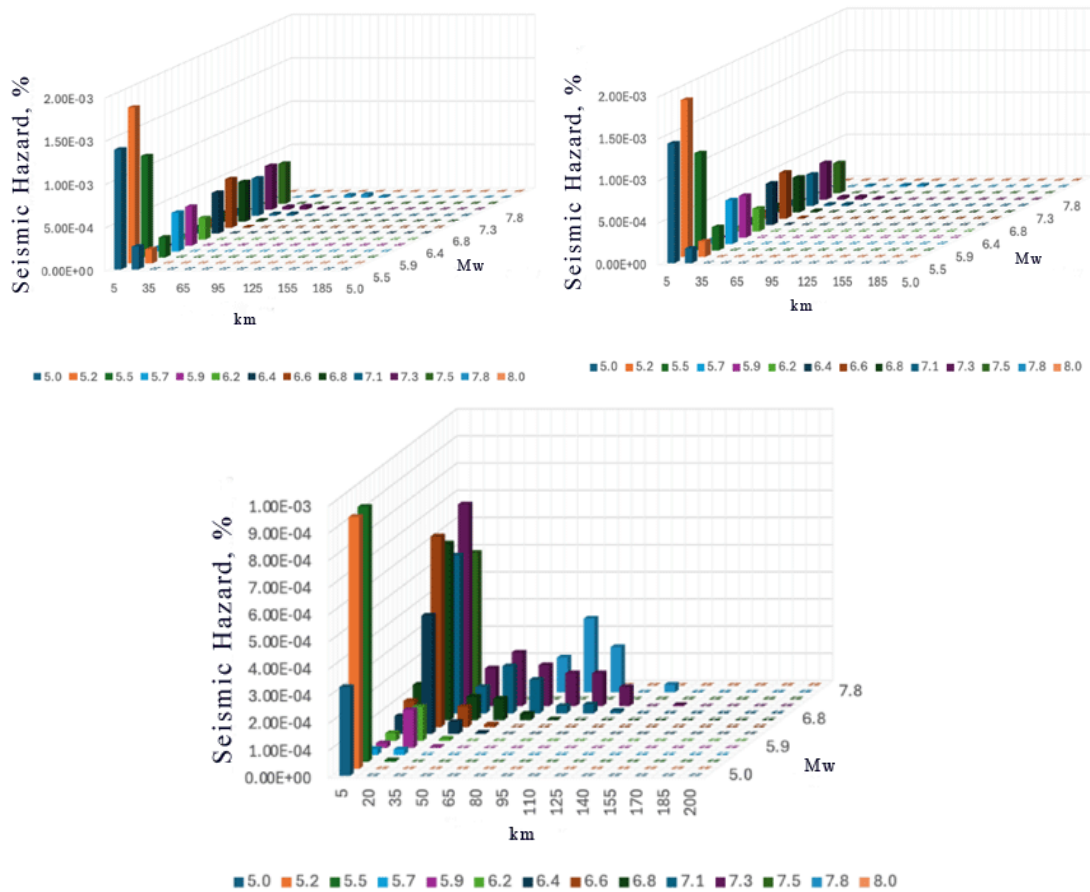 Seismic Hazard, %
2.00E-03
1.50E-03
1.00E-03
5.00E-04
0.00E+00
5 35 65 95 125 155 185 5.0
5.5
5.9
6.4
6.8
7.3
7.8
Mw
km
5.0 5.2 5.5 5.7 5.9 6.2 6.4 6.6 6.8 7.1 7.3 7.5 7.8 8.0
Seismic Hazard, %
2.00E-03
1.50E-03
1.00E-03
5.00E-04
0.00E+00
5 35 65 95 125 155 185 5.0
5.5
5.9
6.4
6.8
7.3
7.8
Mw
km
5.0 5.2 5.5 5.7 5.9 6.2 6.4 6.6 6.8 7.1 7.3 7.5 7.8 8.0
Seismic Hazard, %
1.00E-03
9.00E-04
8.00E-04
7.00E-04
6.00E-04
5.00E-04
4.00E-04
3.00E-04
2.00E-04
1.00E-04
0.00E+00
5 20 35 50 65 80 95 110 125 140 155 170 185 200
5.0
5.9
6.8
7.8
Mw
km
5.0 5.2 5.5 5.7 5.9 6.2 6.4 6.6 6.8 7.1 7.3 7.5 7.8 8.0